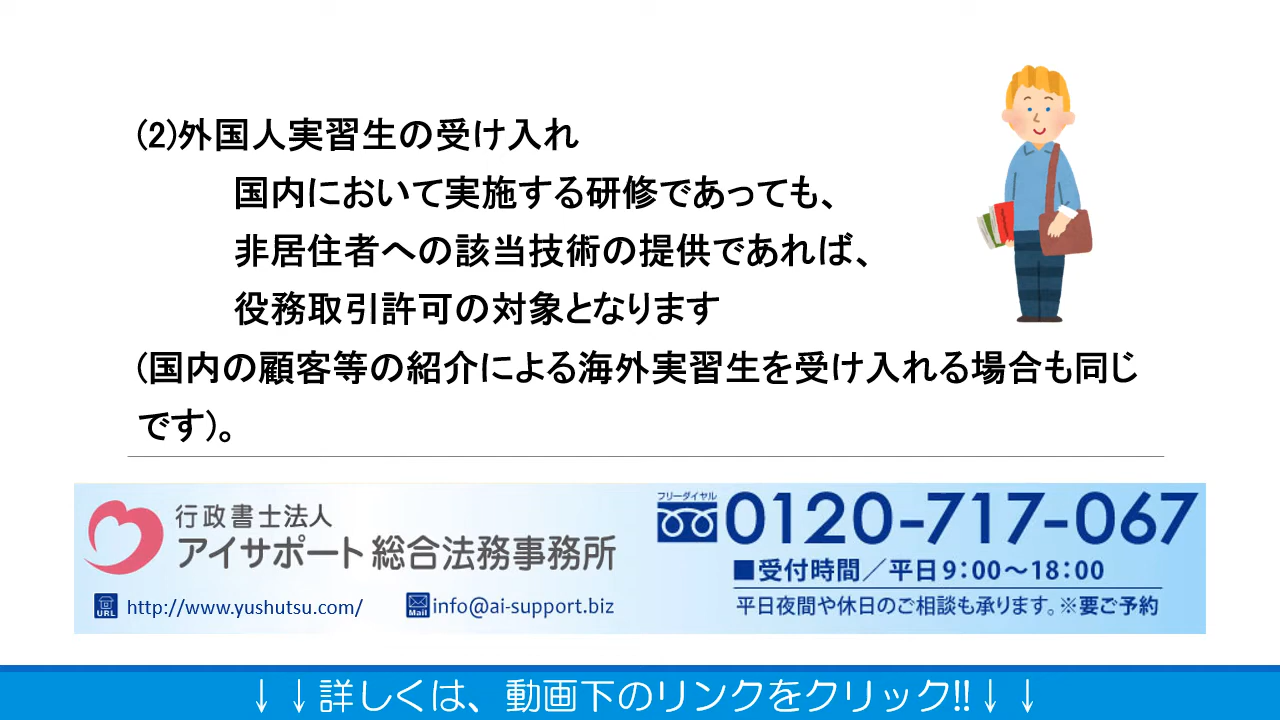 (2)外国人実習生の受け入れ
国内において実施する研修であっても、
非居住者への該当技術の提供であれば、
役務取引許可の対象となります
(国内の顧客等の紹介による海外実習生を受け入れる場合も同じ
です)。
行政書士法人
アイサポート総合法務事務所
URL http://www.yushutsu.com/
Mail info@ai-support.biz
フリーダイヤル
0120-717-067
■受付時間／平日9：00〜18：00
平日夜間や休日のご相談も承ります。※要ご予約
↓↓詳しくは、動画下のリンクをクリック!!↓↓